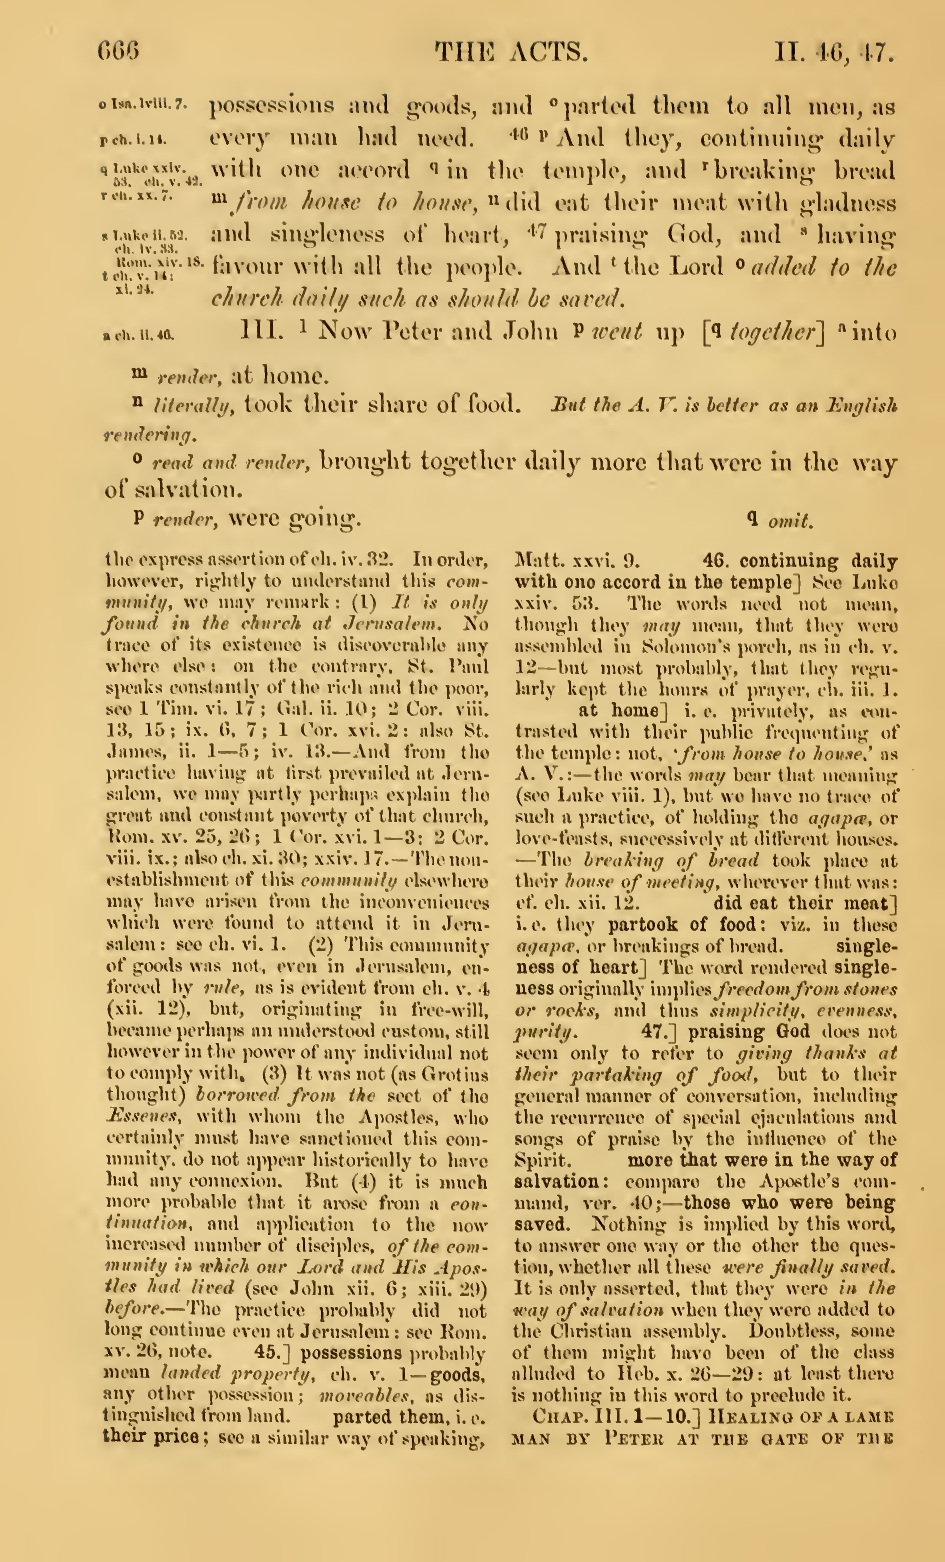 666 THE ACTS. II. 46, 47.
o Isa. lviii. 7. possessions and goods, and ᵒ parted them to all men, as
p ch. i. 14. every man had need. ⁴⁶ ᵖ And they, continuing daily
q Luke xxiv. 53. ch. v. 42. with one accord q in the temple, and ʳ breaking bread
r ch. xx. 7. ᵐ from house to house, ⁿ did eat their meat with gladness
s Luke ii. 52. ch. iv. 33. and singleness of heart, ⁴⁷ praising God, and ˢ having
Rom. xiv. 18. t ch. v. 14: favour with all the people. And ᵗ the Lord ᵒ added to the
xi. 24. church daily such as should be saved.
a ch. ii. 46. III. ¹ Now Peter and John ᵖ went up [q together] ᵃ into
m render, at home.
n literally, took their share of food. But the A. V. is better as an English
rendering.
o read and render, brought together daily more that were in the way
of salvation.
p render, were going. q omit.
the express assertion of ch. iv. 32. In order,
however, rightly to understand this com-
munity, we may remark: (1) It is only
found in the church at Jerusalem. No
trace of its existence is discoverable any
where else: on the contrary, St. Paul
speaks constantly of the rich and the poor,
see 1 Tim. vi. 17; Gal. ii. 10; 2 Cor. viii.
13, 15; ix. 6, 7; 1 Cor. xvi. 2: also St.
James, ii. 1—5; iv. 13.—And from the
practice having at first prevailed at Jeru-
salem, we may partly perhaps explain the
great and constant poverty of that church,
Rom. xv. 25, 26; 1 Cor. xvi. 1—3; 2 Cor.
viii. ix.; also ch. xi. 30; xxiv. 17.—The non-
establishment of this community elsewhere
may have arisen from the inconveniences
which were found to attend it in Jeru-
salem: see ch. vi. 1. (2) This community
of goods was not, even in Jerusalem, en-
forced by rule, as is evident from ch. v. 4
(xii. 12), but, originating in free-will,
became perhaps an understood custom, still
however in the power of any individual not
to comply with. (3) It was not (as Grotius
thought) borrowed from the sect of the
Essenes, with whom the Apostles, who
certainly must have sanctioned this com-
munity, do not appear historically to have
had any connexion. But (4) it is much
more probable that it arose from a con-
tinuation, and application to the now
increased number of disciples, of the com-
munity in which our Lord and His Apos-
tles had lived (see John xii. 6; xiii. 29)
before.—The practice probably did not
long continue even at Jerusalem: see Rom.
xv. 26, note. 45.] possessions probably
mean landed property, ch. v. 1—goods,
any other possession; moveables, as dis-
tinguished from land. parted them, i. e.
their price; see a similar way of speaking,
Matt. xxvi. 9. 46. continuing daily
with one accord in the temple] See Luke
xxiv. 53. The words need not mean,
though they may mean, that they were
assembled in Solomon's porch, as in ch. v.
12—but most probably, that they regu-
larly kept the hours of prayer, ch. iii. 1.
at home] i. e. privately, as con-
trasted with their public frequenting of
the temple: not, 'from house to house,' as
A. V.:—the words may bear that meaning
(see Luke viii. 1), but we have no trace of
such a practice, of holding the agapæ, or
love-feasts, successively at different houses.
—The breaking of bread took place at
their house of meeting, wherever that was:
cf. ch. xii. 12. did eat their meat]
i. e. they partook of food: viz. in these
agapæ, or breakings of bread. single-
ness of heart] The word rendered single-
ness originally implies freedom from stones
or rocks, and thus simplicity, evenness,
purity. 47.] praising God does not
seem only to refer to giving thanks at
their partaking of food, but to their
general manner of conversation, including
the recurrence of special ejaculations and
songs of praise by the influence of the
Spirit. more that were in the way of
salvation: compare the Apostle's com-
mand, ver. 40;—those who were being
saved. Nothing is implied by this word,
to answer one way or the other the ques-
tion, whether all these were finally saved.
It is only asserted, that they were in the
way of salvation when they were added to
the Christian assembly. Doubtless, some
of them might have been of the class
alluded to Heb. x. 26—29: at least there
is nothing in this word to preclude it.
CHAP. III. 1—10.] HEALING OF A LAME
MAN BY PETER AT THE GATE OF THE